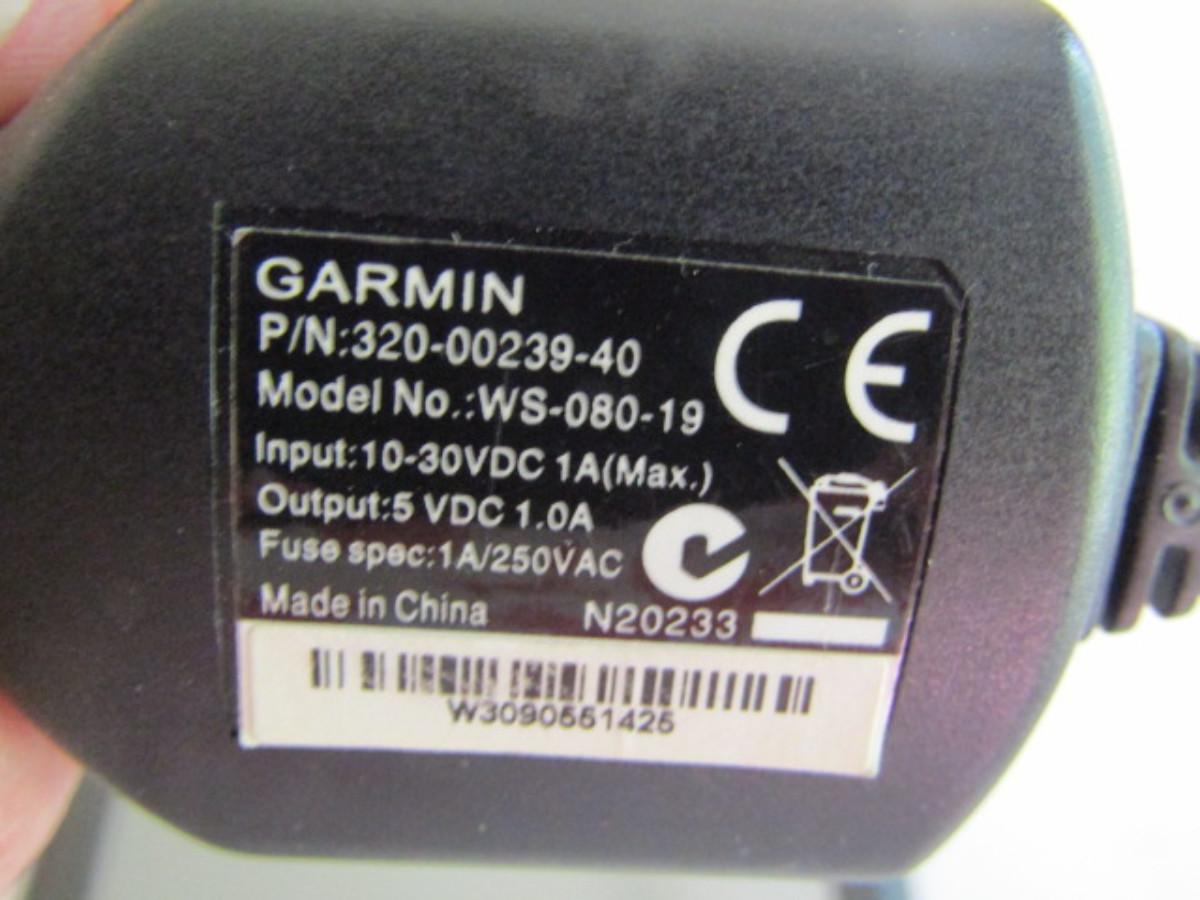 GARMIN
P/N:320-00239-40
Model No.:WS-080-19
Input:10-30VDC 1A(Max.)
Output:5 VDC 1.0A
Fuse spec:1A/250VAC
Made in China
N20233
CE
W3090551425